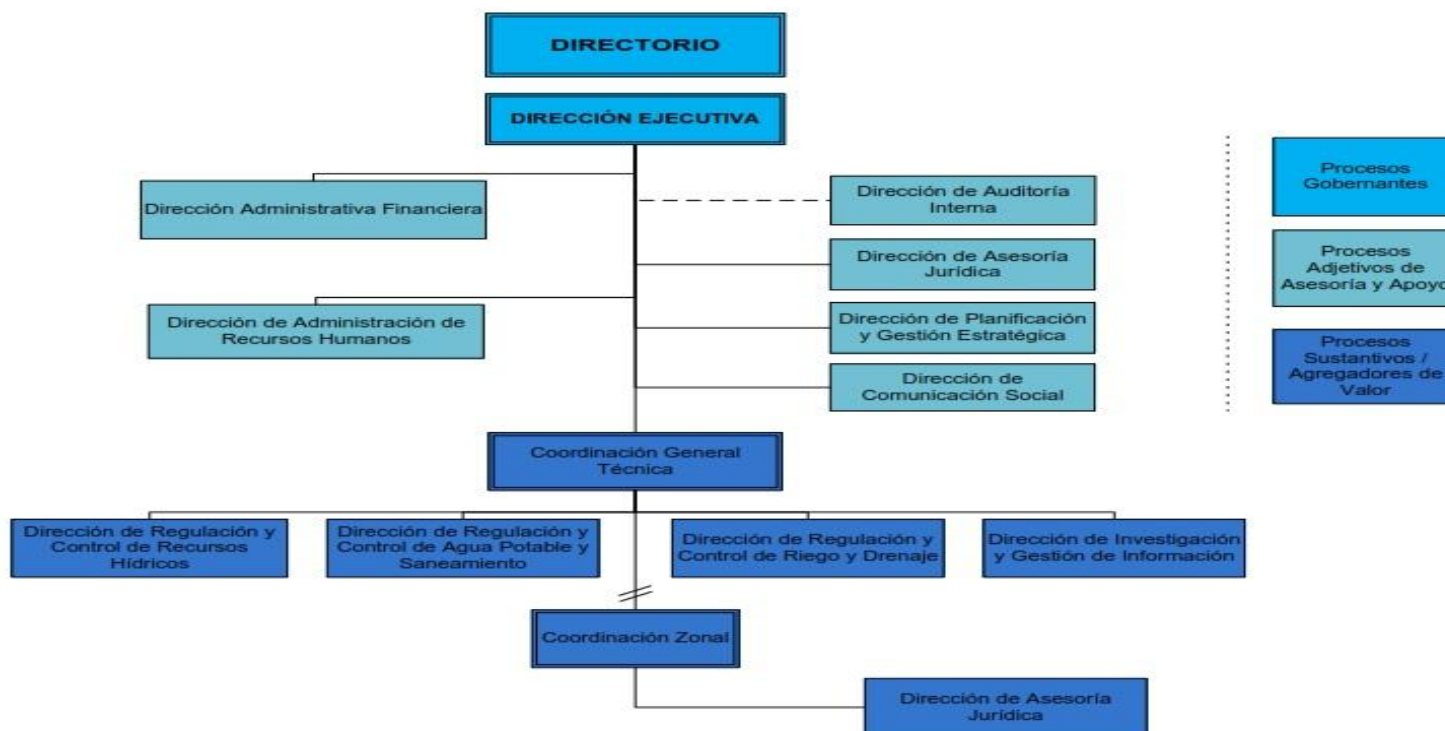 DIRECTORIO
DIRECCIÓN EJECUTIVA
Dirección Administrativa Financiera
Dirección de Auditoría
Interna
Dirección de Asesoría
Jurídica
Dirección de Administración de
Recursos Humanos
Dirección de Planificación
y Gestión Estratégica
Dirección de
Comunicación Social
Procesos
Gobernantes
Procesos
Adjetivos de
Asesoría y Apoyo
Procesos
Sustantivos /
Agregadores de
Valor
Coordinación General
Técnica
Dirección de Regulación y
Control de Recursos
Hídricos
Dirección de Regulación y
Control de Agua Potable y
Saneamiento
Dirección de Regulación y
Control de Riego y Drenaje
Dirección de Investigación
y Gestión de Información
Coordinación Zonal
Dirección de Asesoría
Jurídica